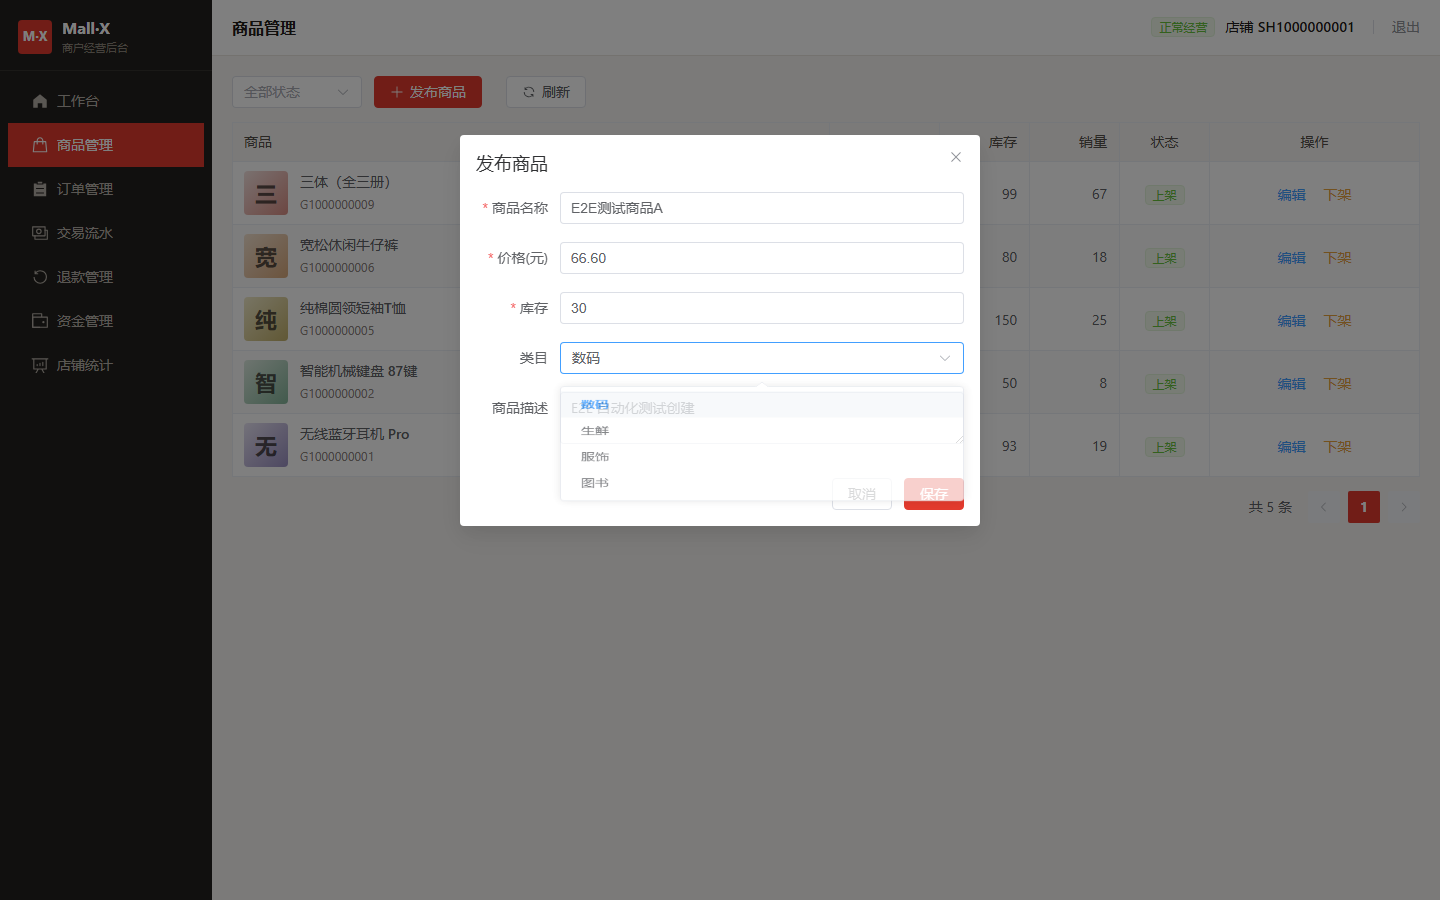 M·X
Mall·X
商户经营后台
工作台
商品管理
订单管理
交易流水
退款管理
资金管理
店铺统计
商品管理
正常经营
店铺 SH1000000001
退出
全部状态
发布商品
刷新
商品
库存
销量
状态
操作
三
三体（全三册）
G1000000009
99
67
上架
编辑
下架
宽
宽松休闲牛仔裤
G1000000006
80
18
上架
编辑
下架
纯
纯棉圆领短袖T恤
G1000000005
150
25
上架
编辑
下架
智
智能机械键盘 87键
G1000000002
50
8
上架
编辑
下架
无
无线蓝牙耳机 Pro
G1000000001
93
19
上架
编辑
下架
共 5 条
1
发布商品
* 商品名称
E2E测试商品A
* 价格(元)
66.60
* 库存
30
类目
数码
商品描述
E2E 自动化测试创建
数码
生鲜
服饰
图书
取消
保存